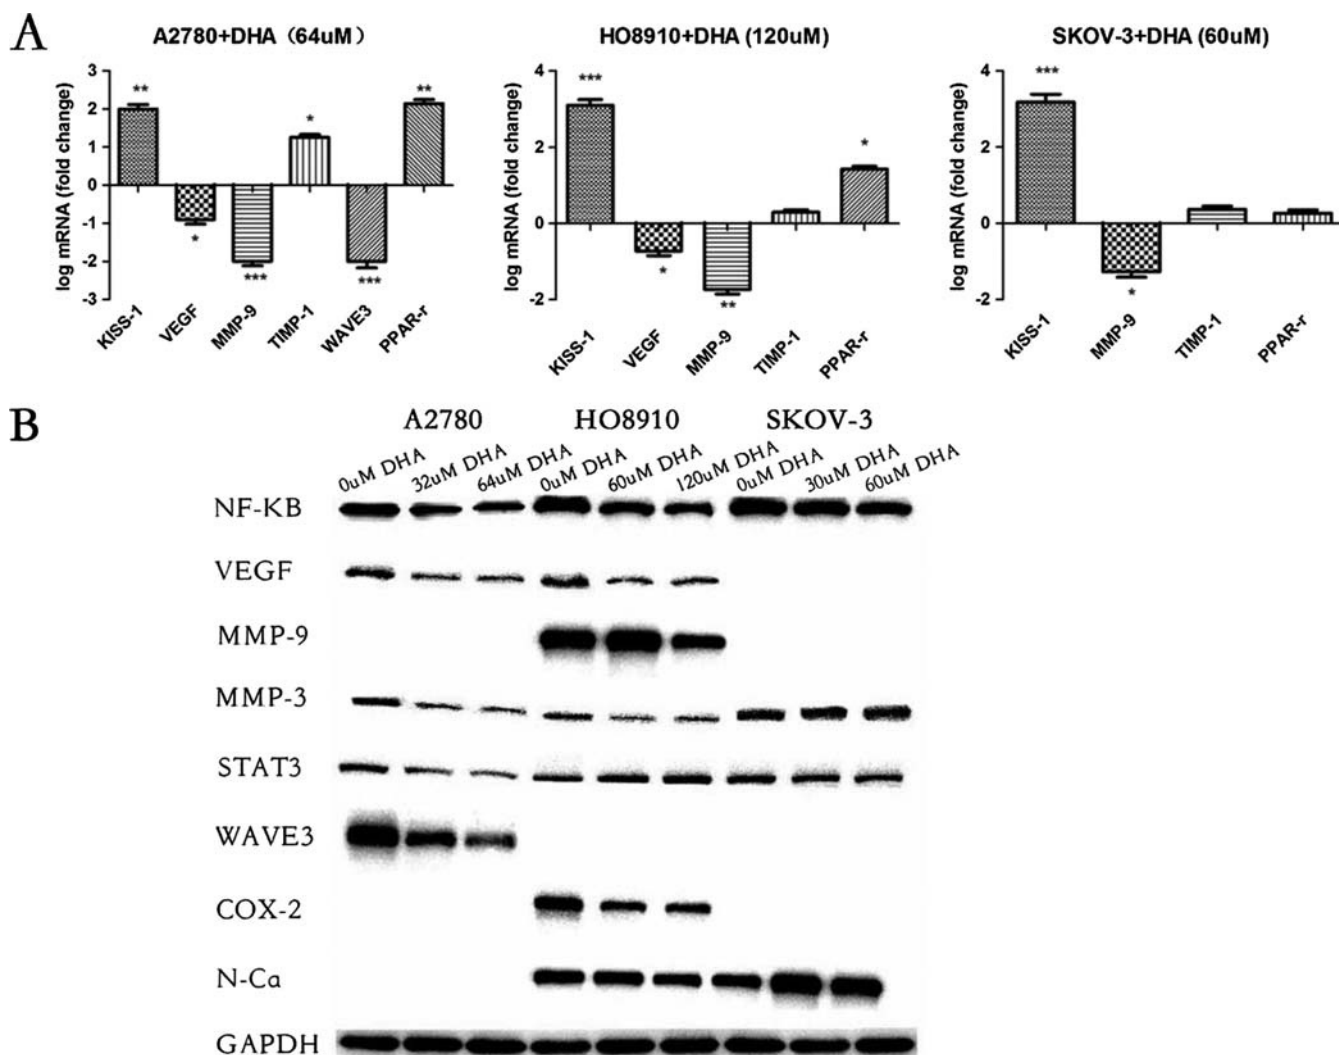 A
A2780+DHA（64uM）
log mRNA (fold change)
3
2
1
0
-1
-2
-3
**
*
***
*
***
**
KISS-1
VEGF
MMP-9
TIMP-1
WAVE3
PPAR-r
HO8910+DHA (120uM)
log mRNA (fold change)
4
2
0
-2
***
*
**
*
KISS-1
VEGF
MMP-9
TIMP-1
PPAR-r
SKOV-3+DHA (60uM)
log mRNA (fold change)
4
2
0
-2
***
*
KISS-1
MMP-9
TIMP-1
PPAR-r
B
A2780 HO8910 SKOV-3
0uM DHA 32uM DHA 64uM DHA 0uM DHA 60uM DHA 120uM DHA 0uM DHA 30uM DHA 60uM DHA
NF-KB
VEGF
MMP-9
MMP-3
STAT3
WAVE3
COX-2
N-Ca
GAPDH